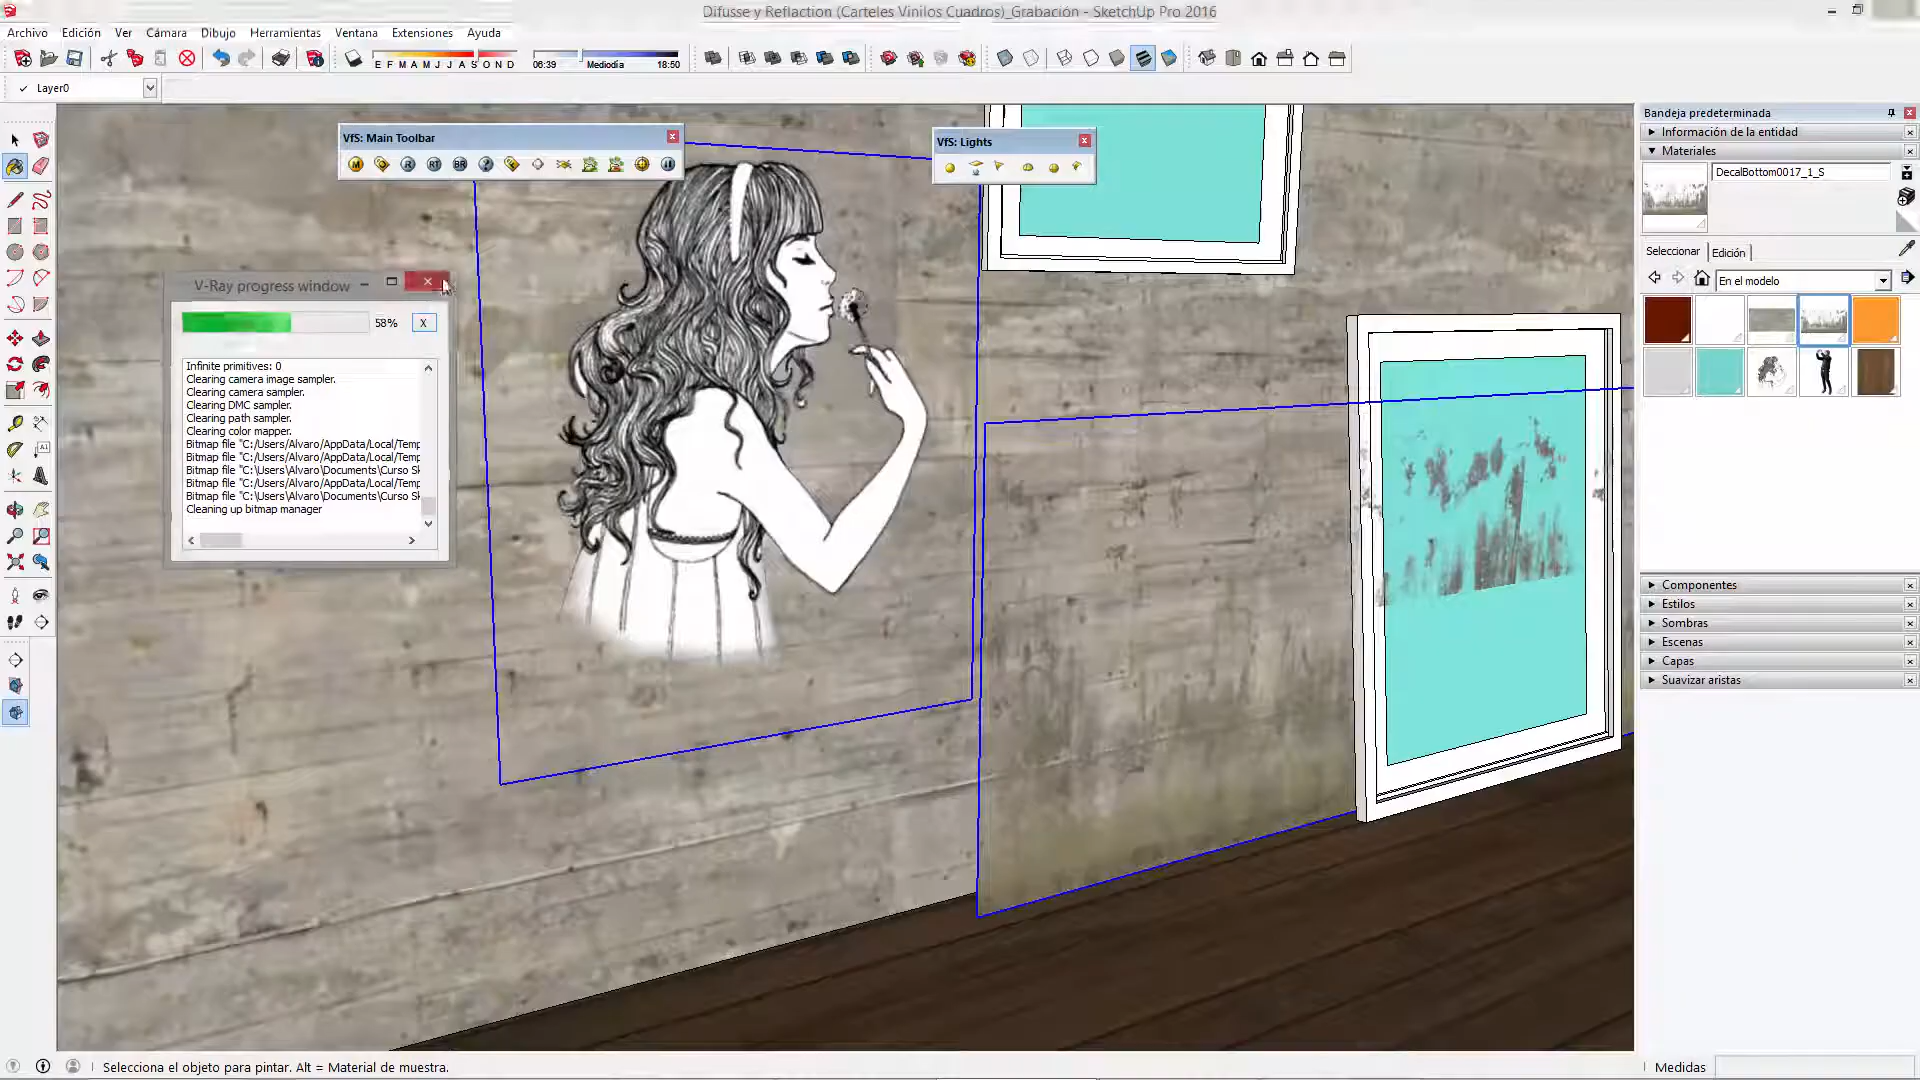 Difusse y Reflaction (Carteles Vinilos Cuadros)_Grabación - SketchUp Pro 2016
Archivo Edición Ver Cámara Dibujo Herramientas Ventana Extensiones Ayuda
E F M A M J J A S O N D 06:39 Mediodía 18:50
Layer0
Bandeja predeterminada
Información de la entidad
Materiales
DecalBottom0017_1_S
Seleccionar Edición
En el modelo
Componentes
Estilos
Sombras
Escenas
Capas
Suavizar aristas
VfS: Main Toolbar
M R RT BR
VfS: Lights
V-Ray progress window
58% X
Infinite primitives: 0
Clearing camera image sampler.
Clearing camera sampler.
Clearing DMC sampler.
Clearing path sampler.
Clearing color mapper.
Bitmap file "C:/Users/Alvaro/AppData/Local/Temp
Bitmap file "C:/Users/Alvaro/AppData/Local/Temp
Bitmap file "C:\Users\Alvaro\Documents\Curso Sk
Bitmap file "C:/Users/Alvaro/AppData/Local/Temp
Bitmap file "C:\Users\Alvaro\Documents\Curso Sk
Cleaning up bitmap manager
Selecciona el objeto para pintar. Alt = Material de muestra.
Medidas